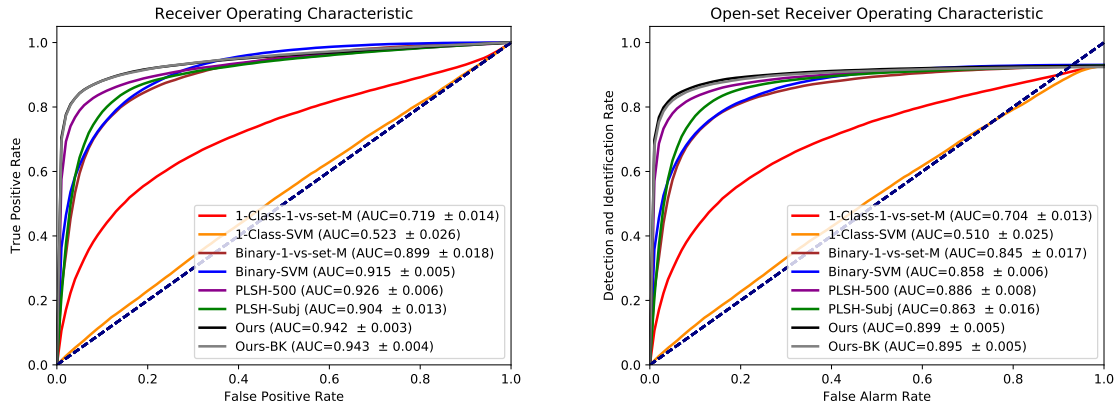 Receiver Operating Characteristic
True Positive Rate
1.0
0.8
0.6
0.4
0.2
0.0
1-Class-1-vs-set-M (AUC=0.719 ± 0.014)
1-Class-SVM (AUC=0.523 ± 0.026)
Binary-1-vs-set-M (AUC=0.899 ± 0.018)
Binary-SVM (AUC=0.915 ± 0.005)
PLSH-500 (AUC=0.926 ± 0.006)
PLSH-Subj (AUC=0.904 ± 0.013)
Ours (AUC=0.942 ± 0.003)
Ours-BK (AUC=0.943 ± 0.004)
0.0 0.2 0.4 0.6 0.8 1.0
False Positive Rate
Open-set Receiver Operating Characteristic
Detection and Identification Rate
1.0
0.8
0.6
0.4
0.2
0.0
1-Class-1-vs-set-M (AUC=0.704 ± 0.013)
1-Class-SVM (AUC=0.510 ± 0.025)
Binary-1-vs-set-M (AUC=0.845 ± 0.017)
Binary-SVM (AUC=0.858 ± 0.006)
PLSH-500 (AUC=0.886 ± 0.008)
PLSH-Subj (AUC=0.863 ± 0.016)
Ours (AUC=0.899 ± 0.005)
Ours-BK (AUC=0.895 ± 0.005)
0.0 0.2 0.4 0.6 0.8 1.0
False Alarm Rate